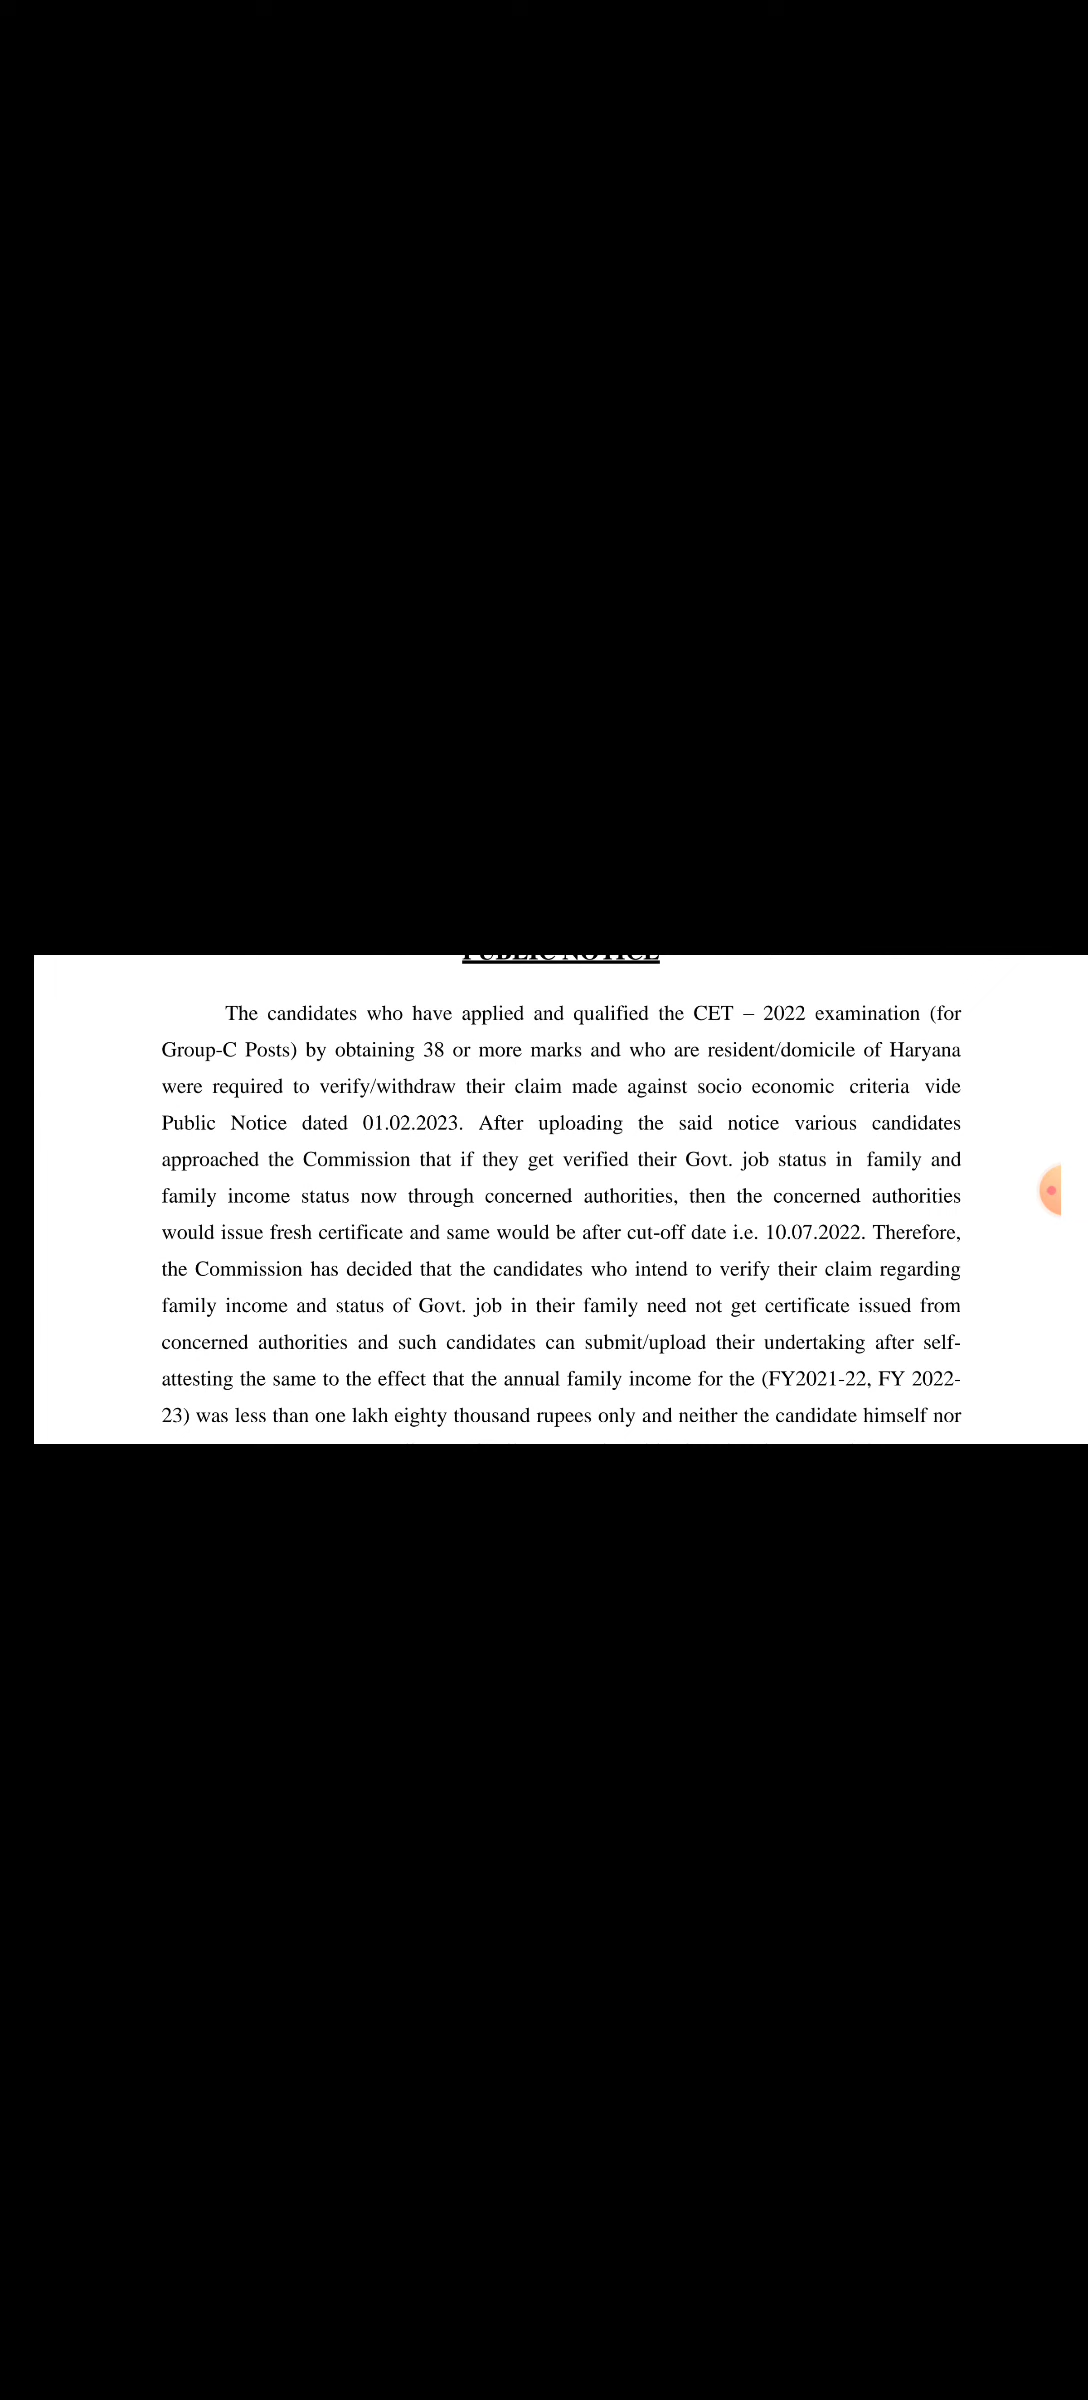 PUBLIC NOTICE
The candidates who have applied and qualified the CET – 2022 examination (for
Group-C Posts) by obtaining 38 or more marks and who are resident/domicile of Haryana
were required to verify/withdraw their claim made against socio economic criteria vide
Public Notice dated 01.02.2023. After uploading the said notice various candidates
approached the Commission that if they get verified their Govt. job status in family and
family income status now through concerned authorities, then the concerned authorities
would issue fresh certificate and same would be after cut-off date i.e. 10.07.2022. Therefore,
the Commission has decided that the candidates who intend to verify their claim regarding
family income and status of Govt. job in their family need not get certificate issued from
concerned authorities and such candidates can submit/upload their undertaking after self-
attesting the same to the effect that the annual family income for the (FY2021-22, FY 2022-
23) was less than one lakh eighty thousand rupees only and neither the candidate himself nor